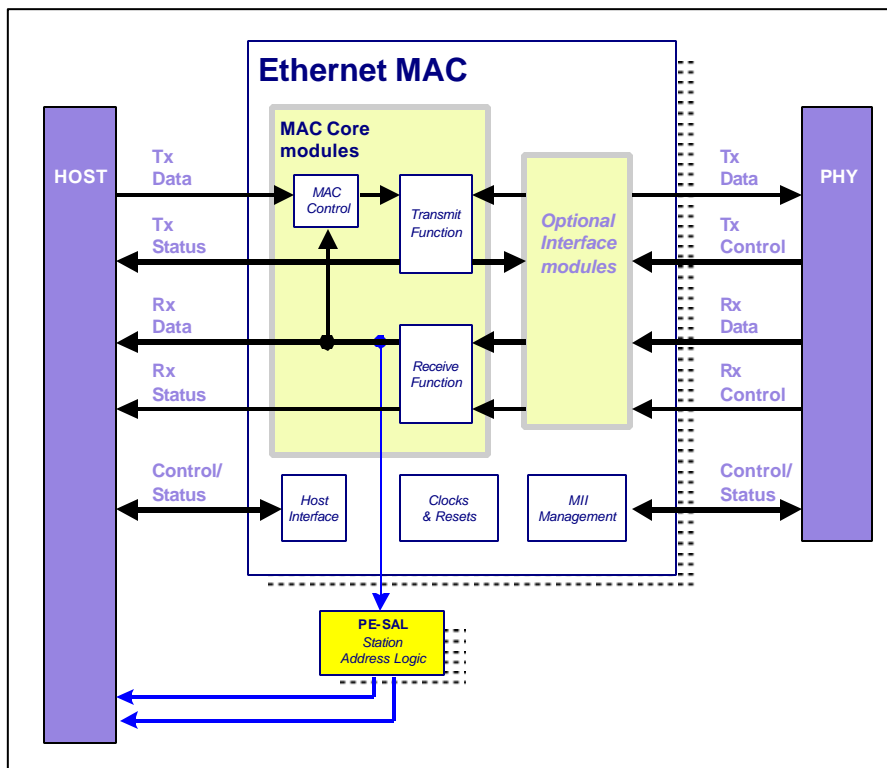 Ethernet MAC
MAC Core
modules
HOST
PHY
Tx
Data
Tx
Status
Rx
Data
Rx
Status
Control/
Status
MAC
Control
Transmit
Function
Receive
Function
Optional
Interface
modules
Tx
Data
Tx
Control
Rx
Data
Rx
Control
Control/
Status
Host
Interface
Clocks
& Resets
MII
Management
PE-SAL
Station
Address Logic